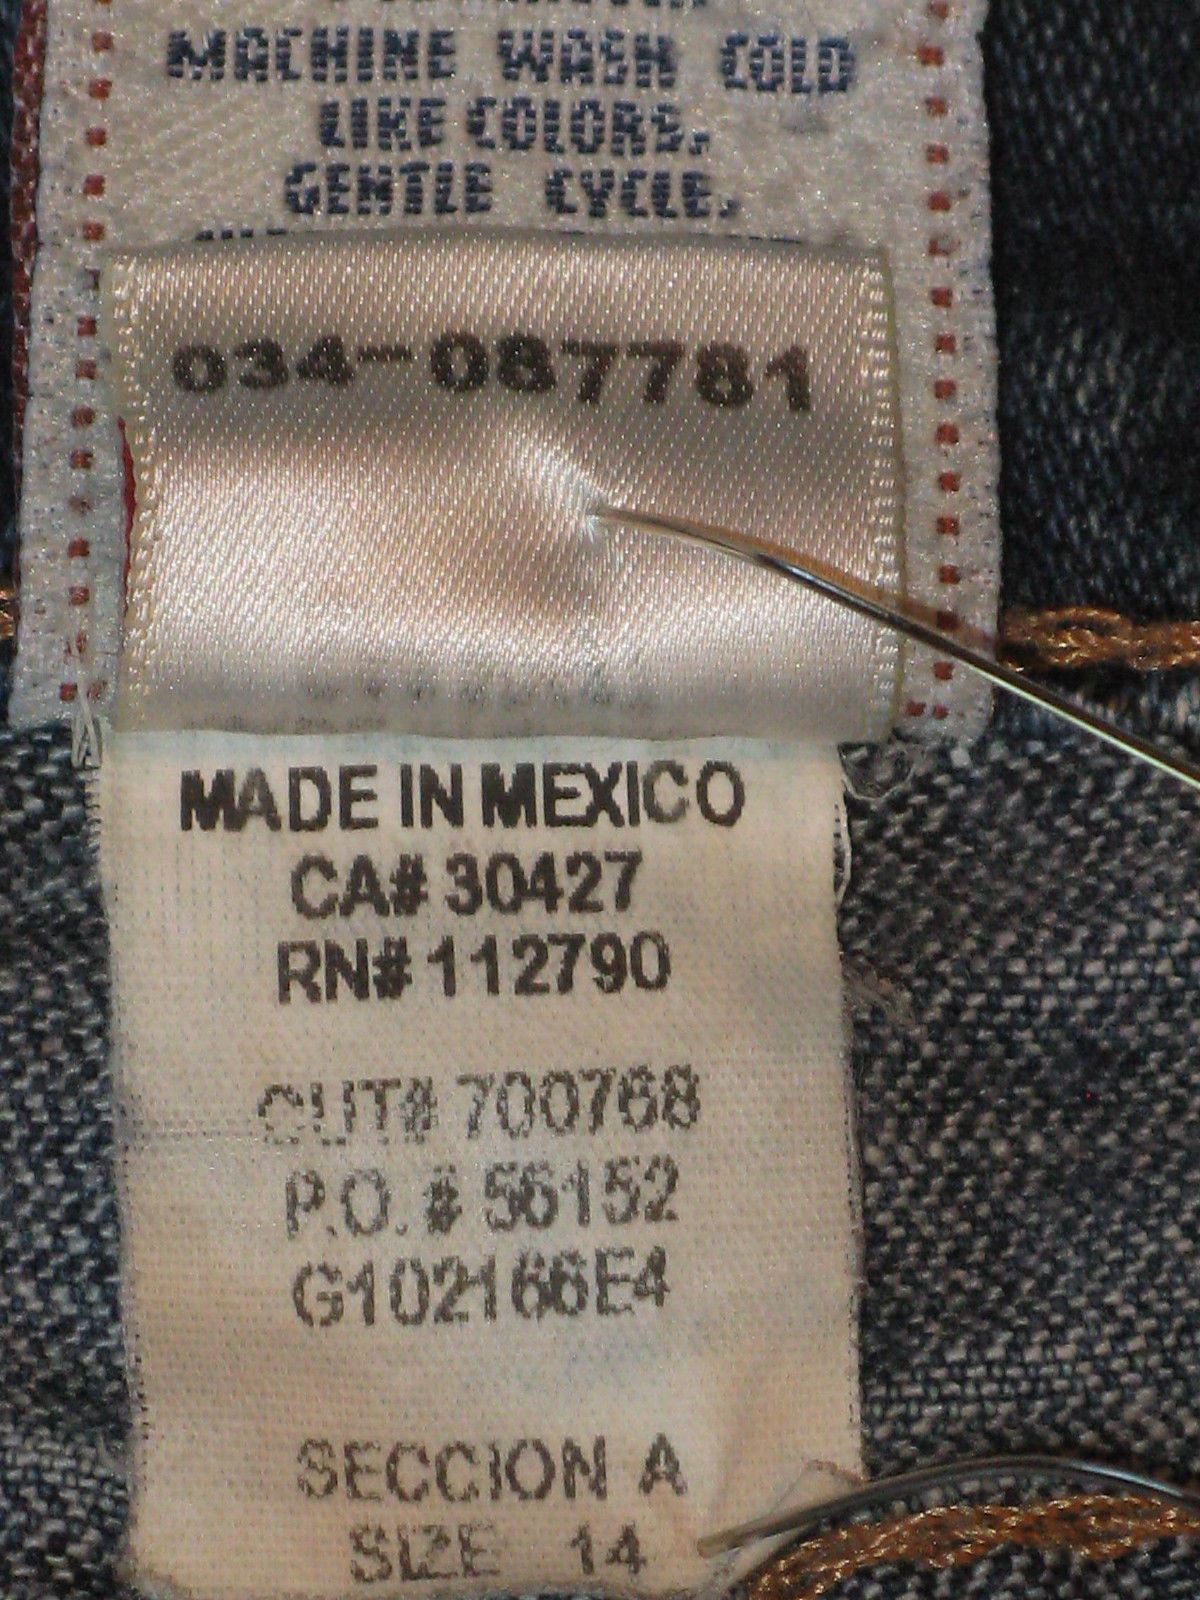 MACHINE WASH COLD
LIKE COLORS.
GENTLE CYCLE.
034-087781
MADE IN MEXICO
CA# 30427
RN# 112790
CUT# 700768
P.O. # 56152
G102166E4
SECCION A
SIZE 14